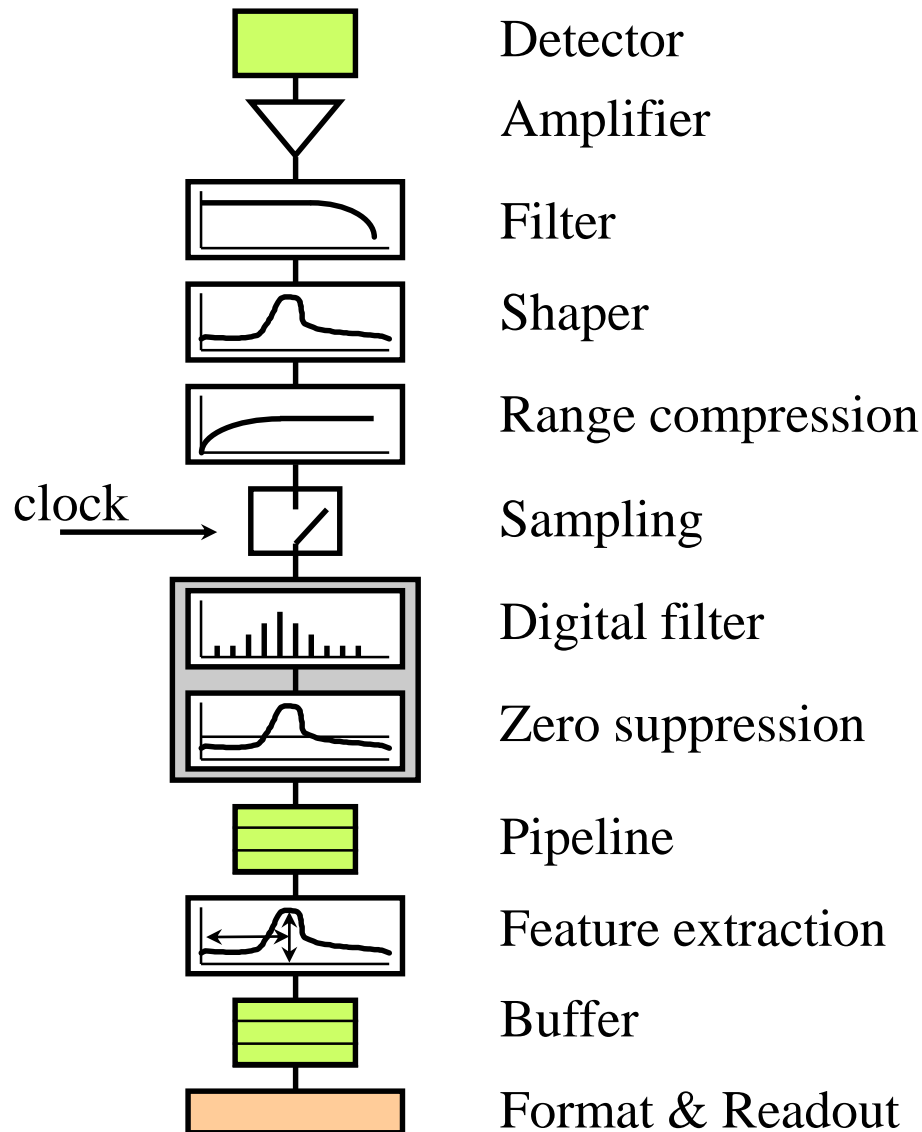 Detector
Amplifier
Filter
Shaper
Range compression
clock
Sampling
Digital filter
Zero suppression
Pipeline
Feature extraction
Buffer
Format & Readout